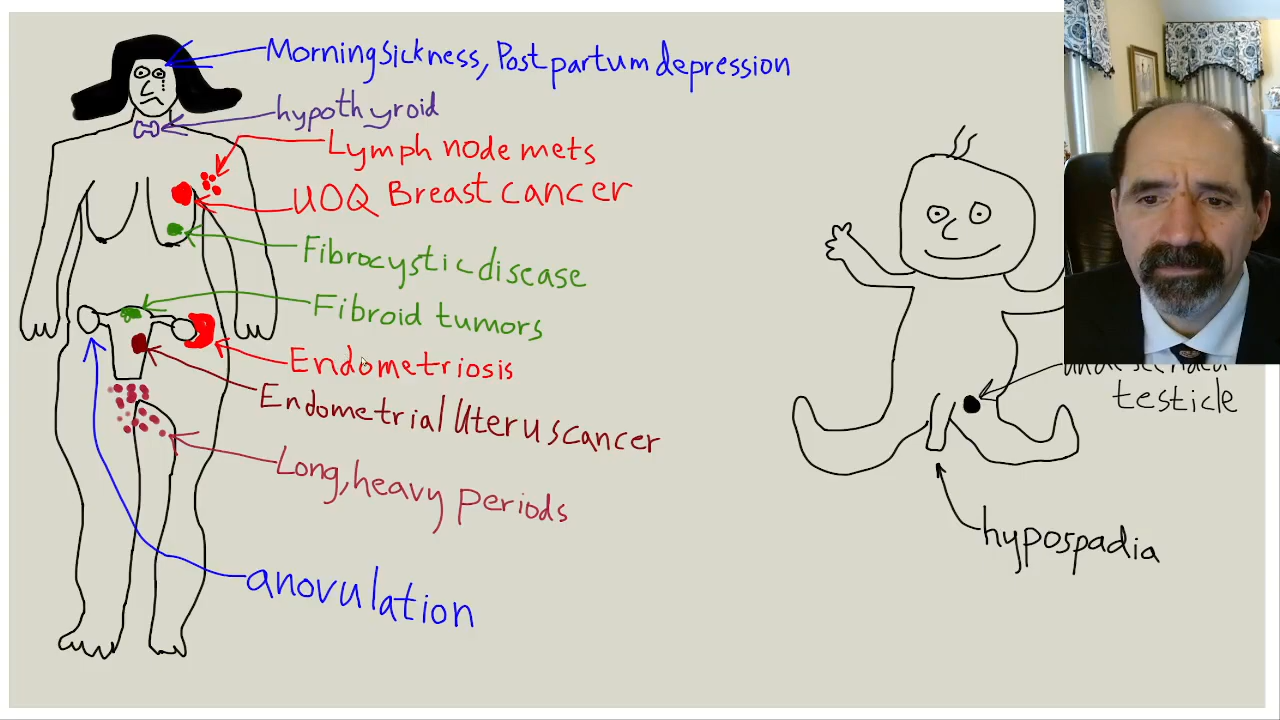 Morning sickness, Post partum depression
hypothyroid
Lymph node mets
UOQ Breast cancer
Fibrocystic disease
Fibroid tumors
Endometriosis
Endometrial Uterus cancer
Long, heavy periods
anovulation
testicle
hypospadia